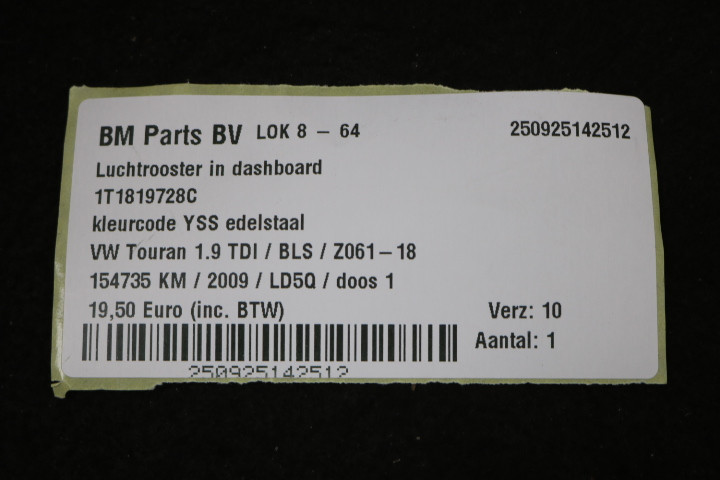 BM Parts BV LOK 8 - 64 250925142512
Luchtrooster in dashboard
1T1819728C
kleurcode YSS edelstaal
VW Touran 1.9 TDI / BLS / Z061-18
154735 KM / 2009 / LD5Q / doos 1
19,50 Euro (inc. BTW) Verz: 10
Aantal: 1
250925142512